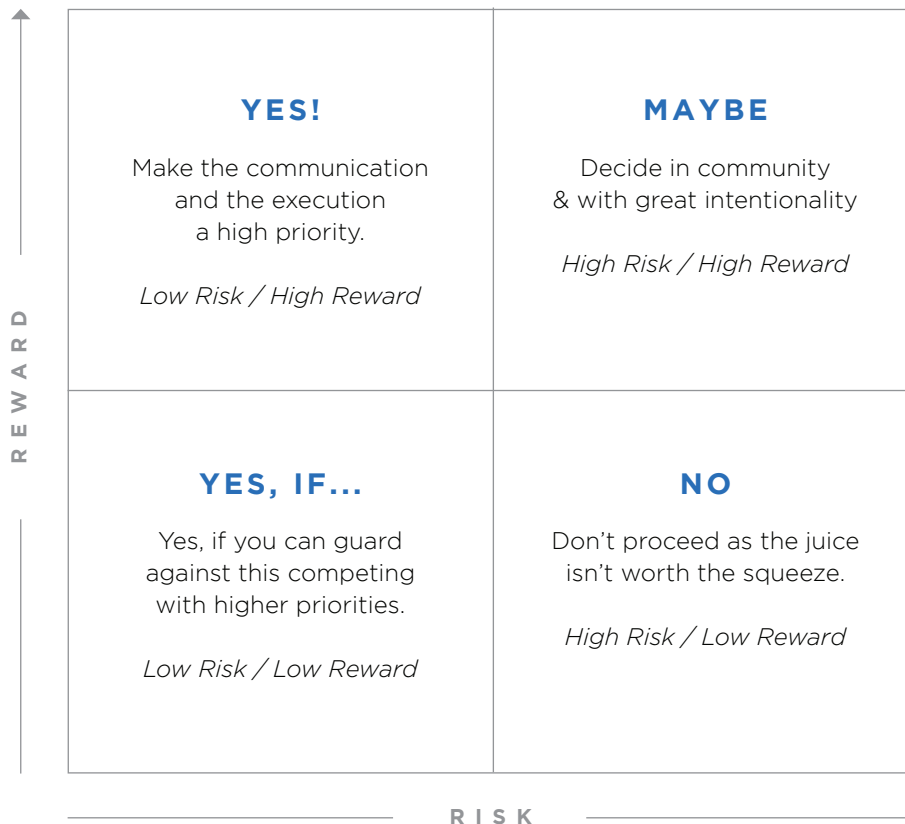 YES!
Make the communication
and the execution
a high priority.
Low Risk / High Reward
MAYBE
Decide in community
& with great intentionality
High Risk / High Reward
REWARD
YES, IF...
Yes, if you can guard
against this competing
with higher priorities.
Low Risk / Low Reward
NO
Don’t proceed as the juice
isn’t worth the squeeze.
High Risk / Low Reward
RISK